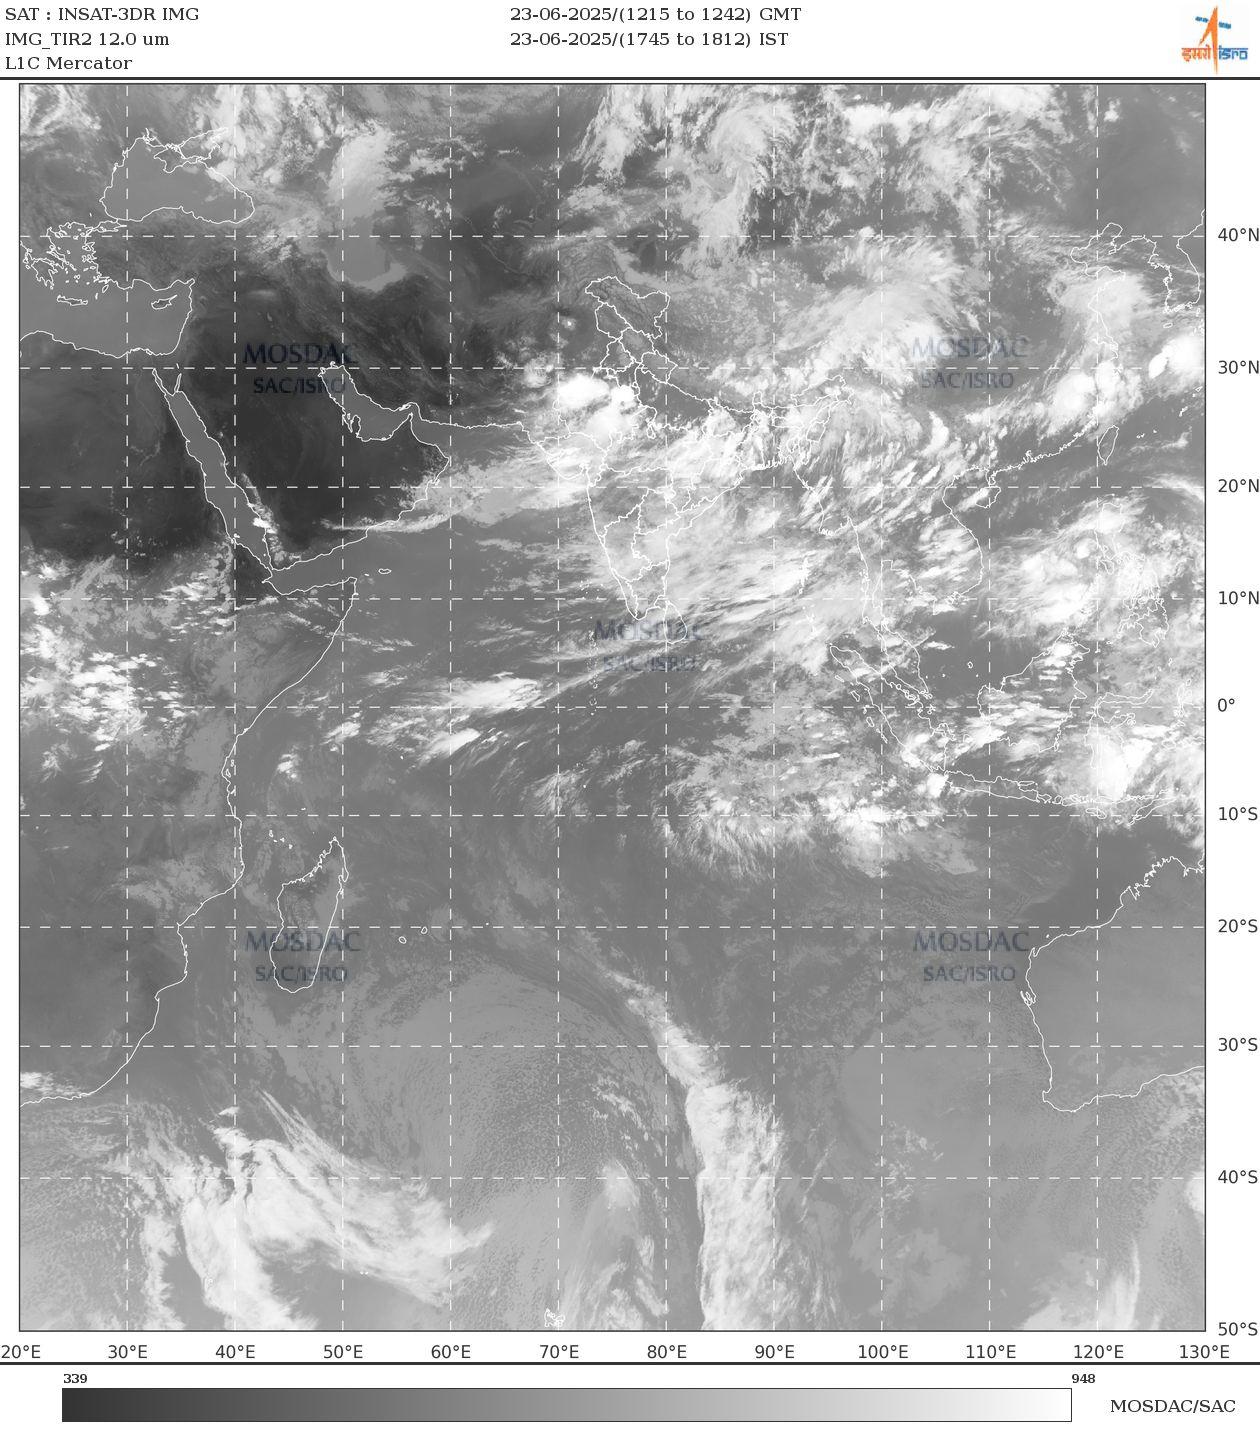 SAT : INSAT-3DR IMG
23-06-2025/(1215 to 1242) GMT
IMG_TIR2 12.0 um
23-06-2025/(1745 to 1812) IST
L1C Mercator
इसरो isro
40°N
MOSDAC
SAC/ISRO
MOSDAC
SAC/ISRO
30°N
20°N
10°N
MOSDAC
SAC/ISRO
0°
10°S
20°S
MOSDAC
SAC/ISRO
MOSDAC
SAC/ISRO
30°S
40°S
50°S
20°E 30°E 40°E 50°E 60°E 70°E 80°E 90°E 100°E 110°E 120°E 130°E
339
948
MOSDAC/SAC